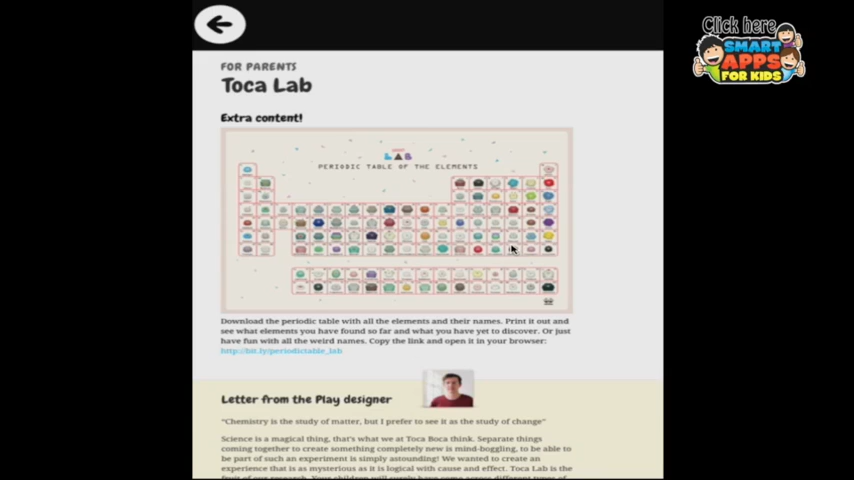 Click here
SMART
APPS
FOR KIDS
FOR PARENTS
Toca Lab
Extra content!
LAB
PERIODIC TABLE OF THE ELEMENTS
Download the periodic table with all the elements and their names. Print it out and
see what elements you have found so far and what you have yet to discover. Or just
have fun with all the weird names. Copy the link and open it in your browser:
http://bit.ly/periodictable_lab
Letter from the Play designer
"Chemistry is the study of matter, but I prefer to see it as the study of change"
Science is a magical thing, that's what we at Toca Boca think. Separate things
coming together to create something completely new is mind-boggling, to be able to
be part of such an experiment is simply astounding! We wanted to create an
experience that is as mysterious as it is logical with cause and effect. Toca Lab is the